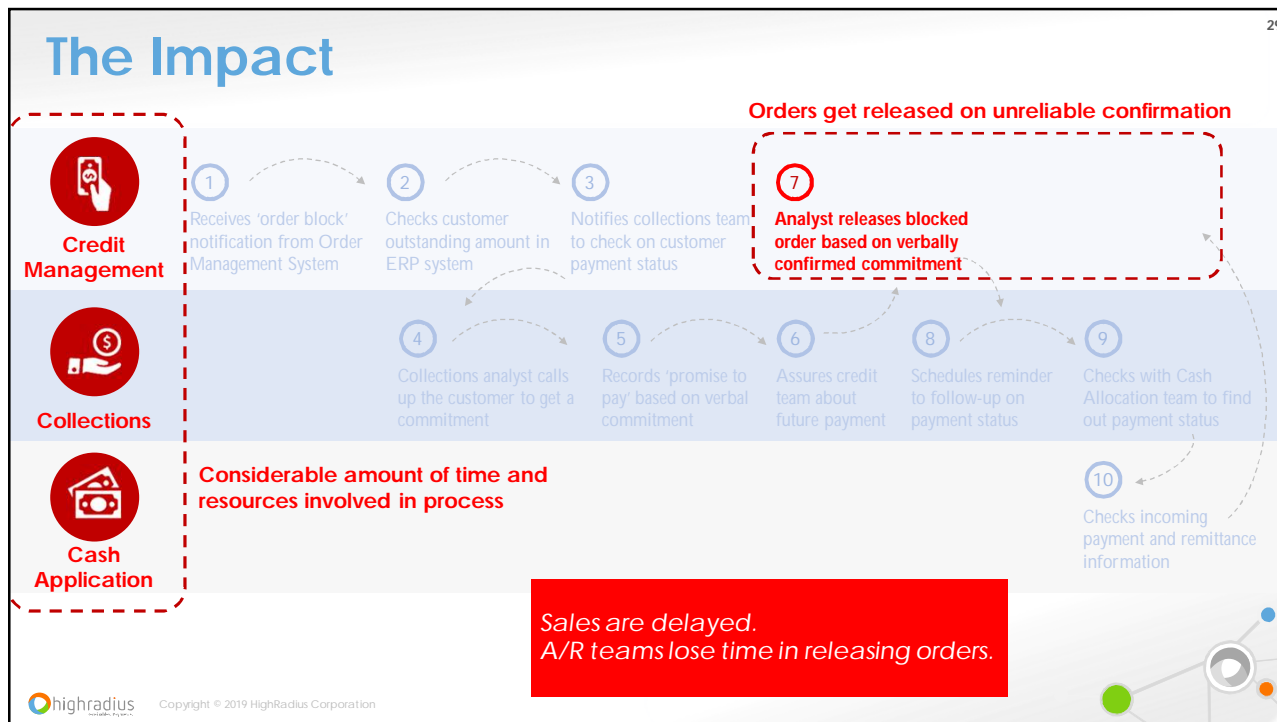 29
The Impact
Orders get released on unreliable confirmation
Credit
Management
1
Receives ‘order block’
notification from Order
Management System
2
Checks customer
outstanding amount in
ERP system
3
Notifies collections team
to check on customer
payment status
7
Analyst releases blocked
order based on verbally
confirmed commitment
Collections
4
Collections analyst calls
up the customer to get a
commitment
5
Records ‘promise to
pay’ based on verbal
commitment
6
Assures credit
team about
future payment
8
Schedules reminder
to follow-up on
payment status
9
Checks with Cash
Allocation team to find
out payment status
Cash
Application
Considerable amount of time and
resources involved in process
10
Checks incoming
payment and remittance
information
Sales are delayed.
A/R teams lose time in releasing orders.
highradius
Copyright © 2019 HighRadius Corporation